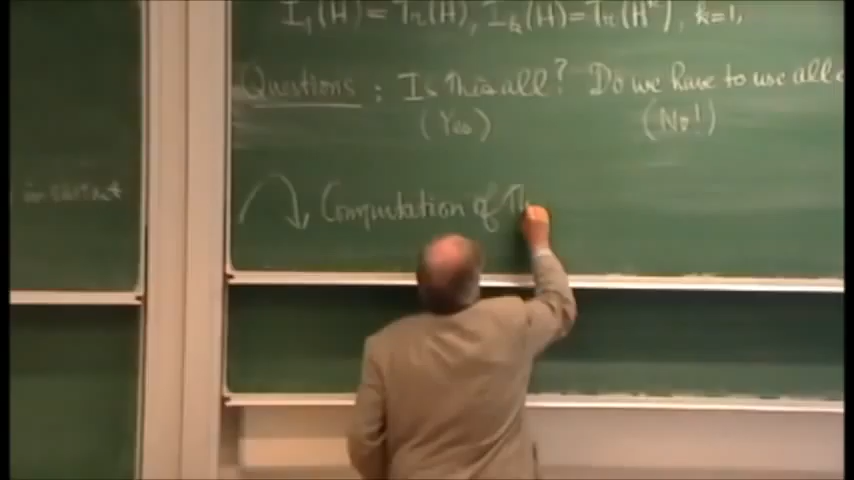 I₁(H) = Tr(H), I_k(H) = Tr(H^k), k=1,
Questions : Is this all? Do we have to use all
(Yes) (No!)
Computation of